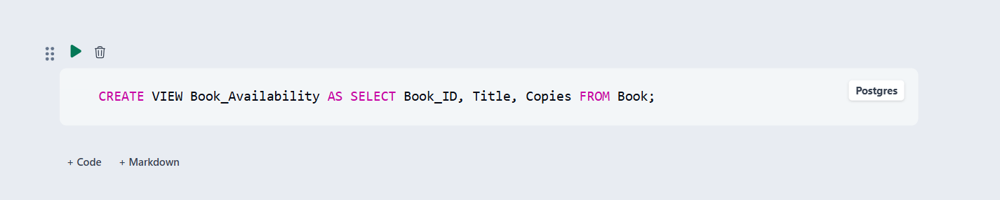 CREATE VIEW Book_Availability AS SELECT Book_ID, Title, Copies FROM Book;
Postgres
+ Code
+ Markdown